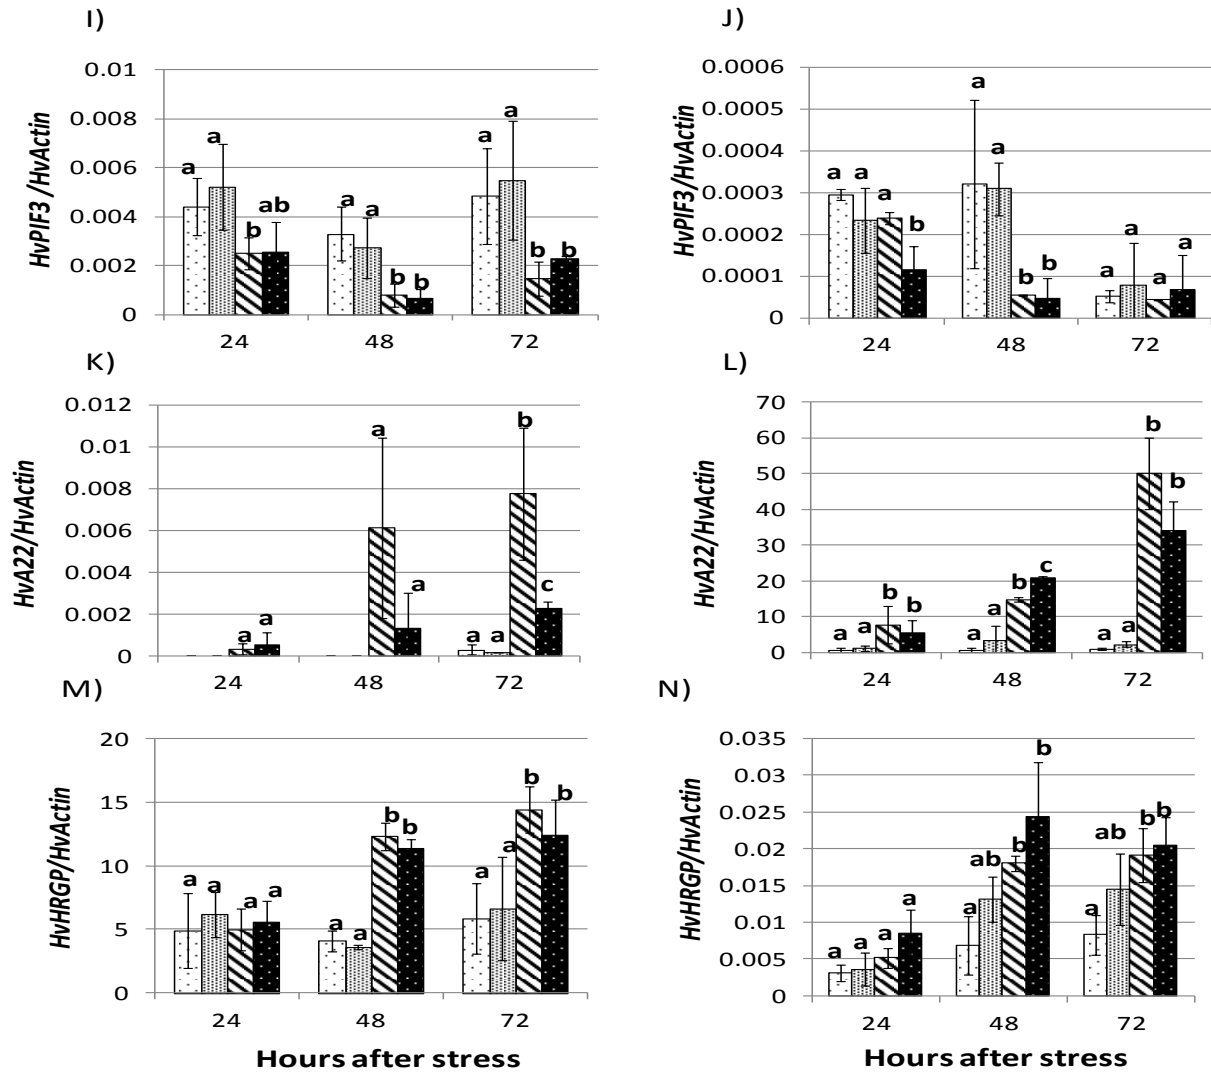 I)
HvPIF3/HvActin
0.01
0.008
0.006
0.004
0.002
0
a a b ab
a a b b
a a b b
24 48 72
J)
HvPIF3/HvActin
0.0006
0.0005
0.0004
0.0003
0.0002
0.0001
0
a a a b
a a b b
a a a a
24 48 72
K)
HvA22/HvActin
0.012
0.01
0.008
0.006
0.004
0.002
0
a a
a a
a a b c
24 48 72
L)
HvA22/HvActin
70
60
50
40
30
20
10
0
a a b b
a a b c
a a b b
24 48 72
M)
HvHRGP/HvActin
20
15
10
5
0
a a a a
a a b b
a a b b
24 48 72
Hours after stress
N)
HvHRGP/HvActin
0.035
0.03
0.025
0.02
0.015
0.01
0.005
0
a a a a
a ab b b
a ab b b
24 48 72
Hours after stress